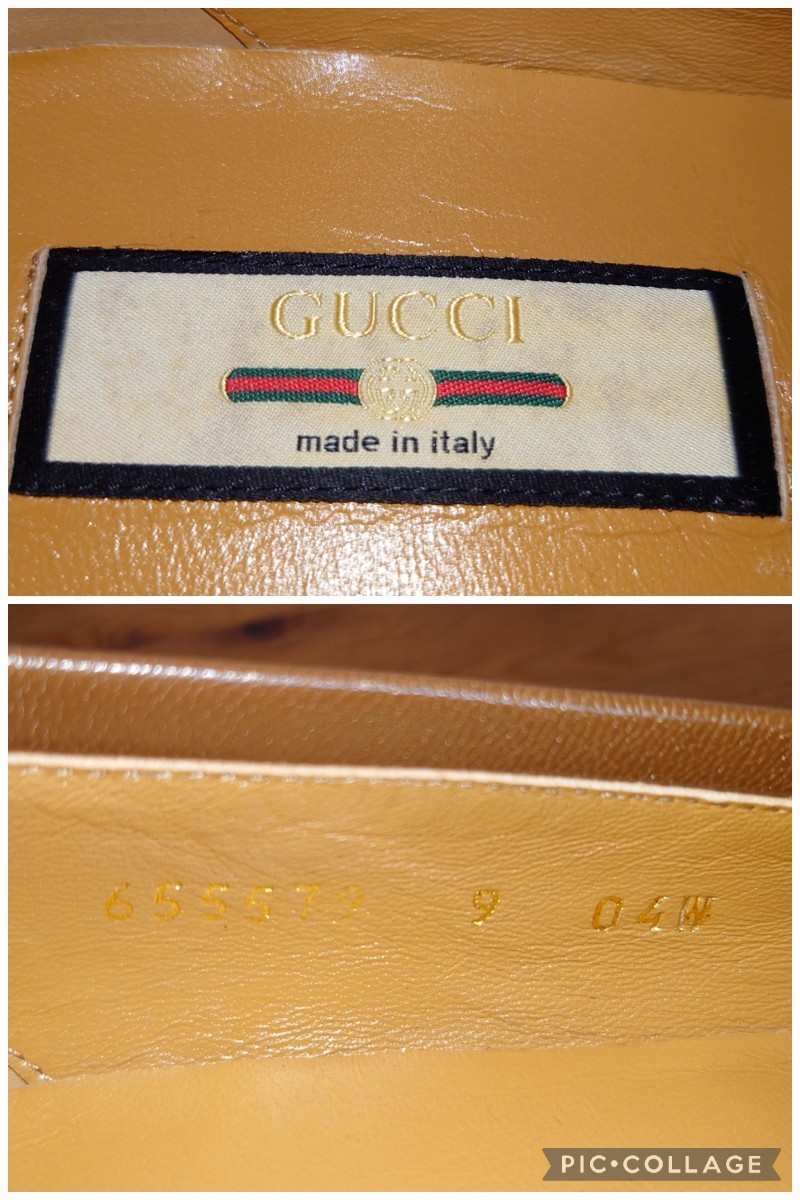 GUCCI
made in italy
655579 9 04W
PIC•COLLAGE